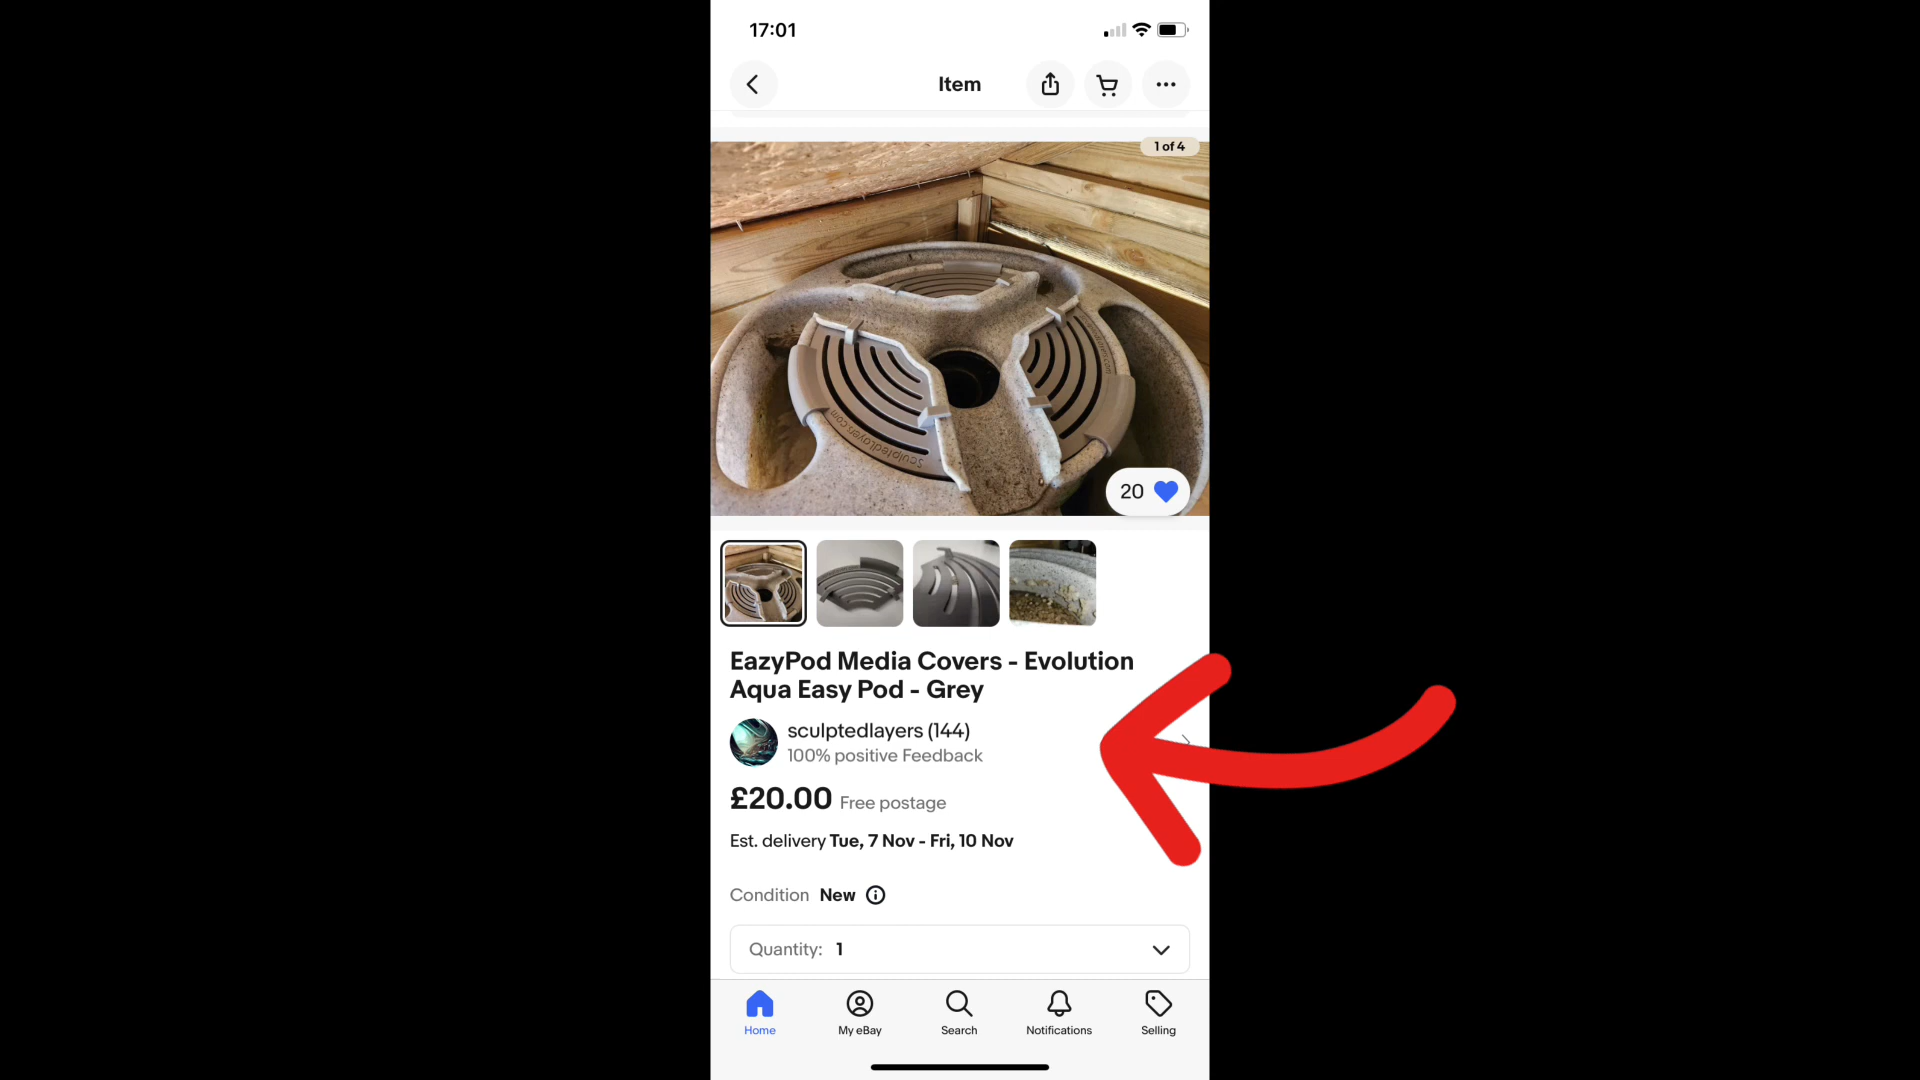 17:01
Item
1 of 4
SculptedLayers.com
20
EazyPod Media Covers - Evolution
Aqua Easy Pod - Grey
sculptedlayers (144)
100% positive Feedback
£20.00 Free postage
Est. delivery Tue, 7 Nov - Fri, 10 Nov
Condition New
Quantity: 1
Home
My eBay
Search
Notifications
Selling